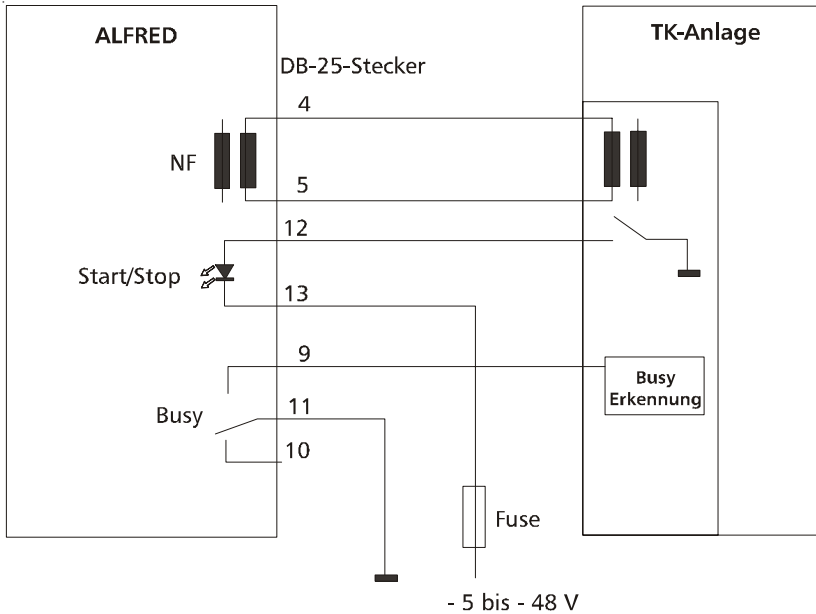 ALFRED
TK-Anlage
DB-25-Stecker
4
NF
5
12
Start/Stop
13
9
Busy
Erkennung
11
Busy
10
Fuse
- 5 bis - 48 V